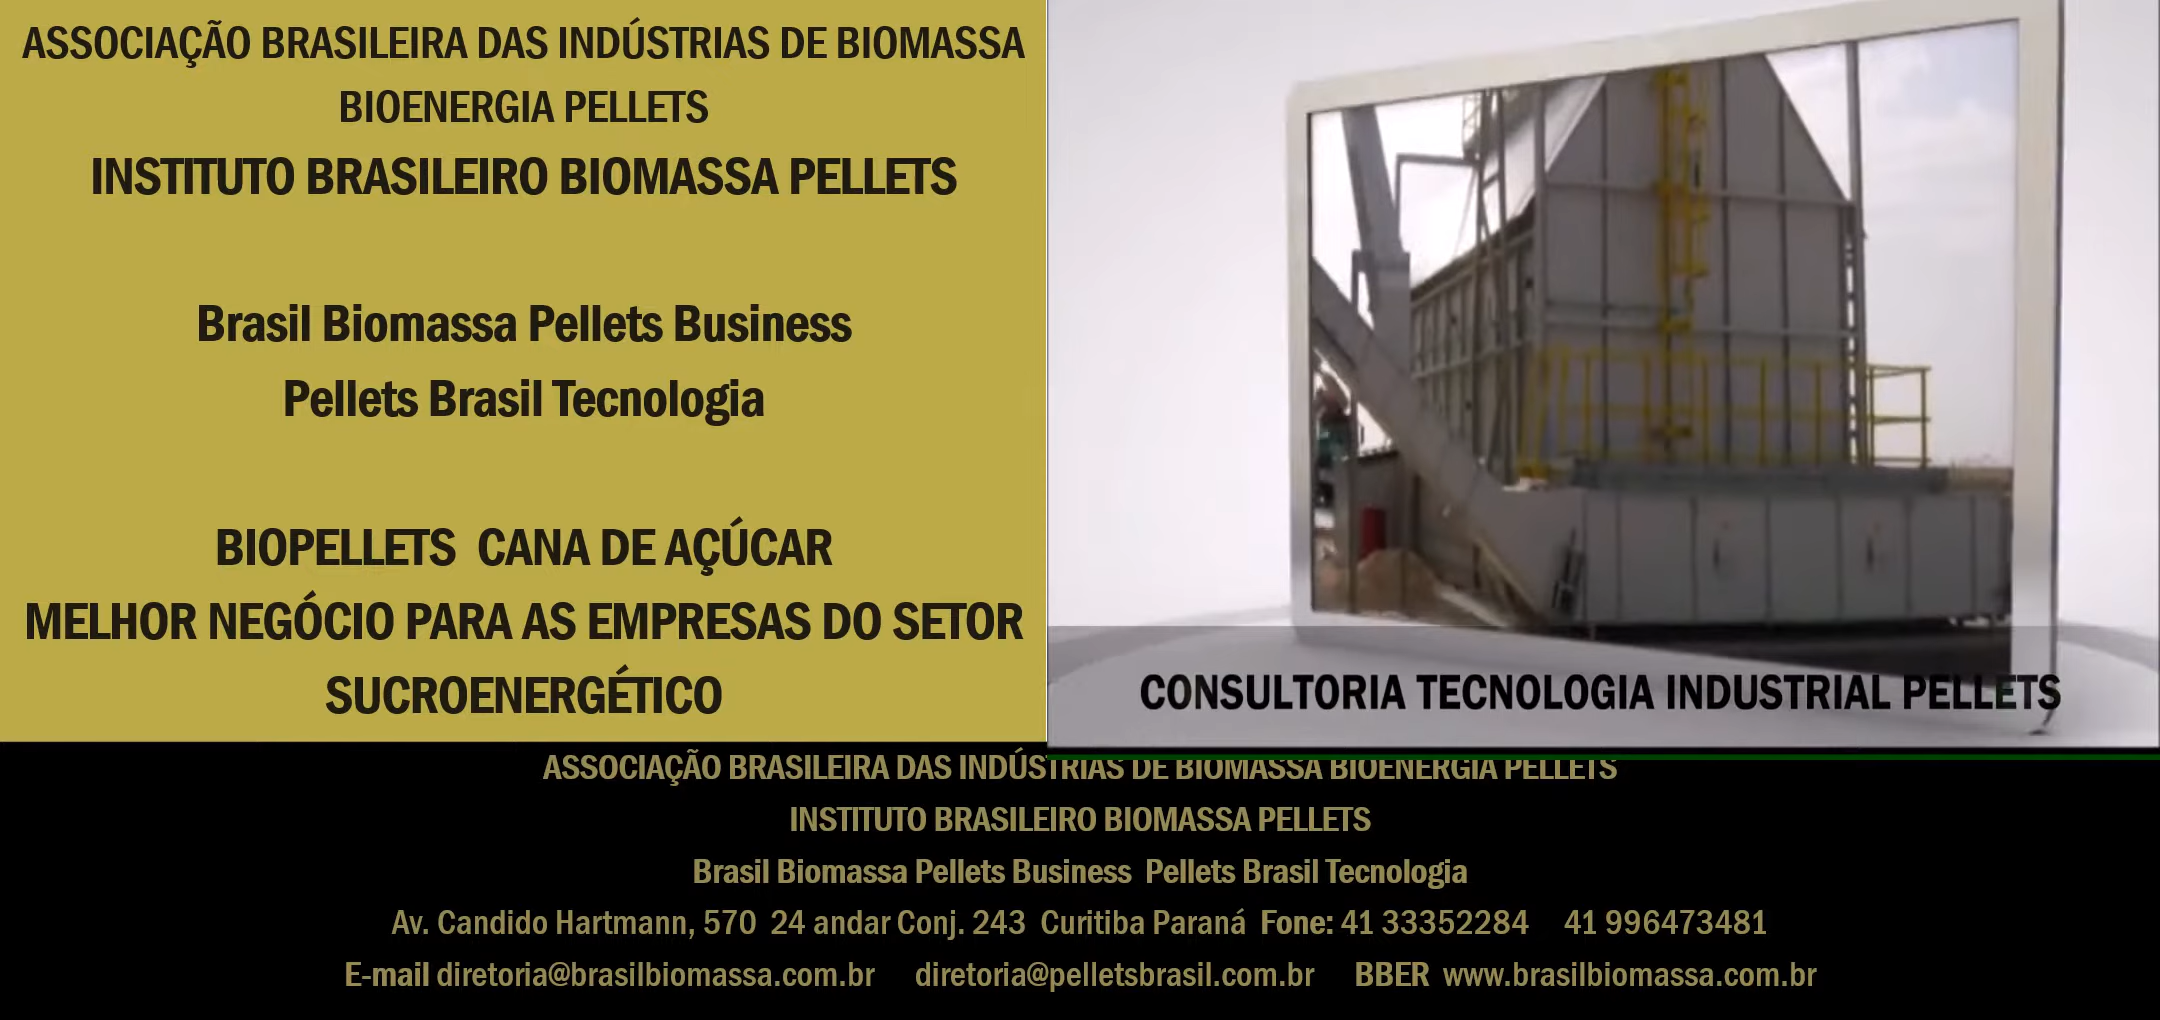 ASSOCIAÇÃO BRASILEIRA DAS INDÚSTRIAS DE BIOMASSA
BIOENERGIA PELLETS
INSTITUTO BRASILEIRO BIOMASSA PELLETS
Brasil Biomassa Pellets Business
Pellets Brasil Tecnologia
BIOPELLETS CANA DE AÇÚCAR
MELHOR NEGÓCIO PARA AS EMPRESAS DO SETOR
SUCROENERGÉTICO
CONSULTORIA TECNOLOGIA INDUSTRIAL PELLETS
ASSOCIAÇÃO BRASILEIRA DAS INDÚSTRIAS DE BIOMASSA BIOENERGIA PELLETS
INSTITUTO BRASILEIRO BIOMASSA PELLETS
Brasil Biomassa Pellets Business Pellets Brasil Tecnologia
Av. Candido Hartmann, 570 24 andar Conj. 243 Curitiba Paraná Fone: 41 33352284 41 996473481
E-mail diretoria@brasilbiomassa.com.br diretoria@pelletsbrasil.com.br BBER www.brasilbiomassa.com.br